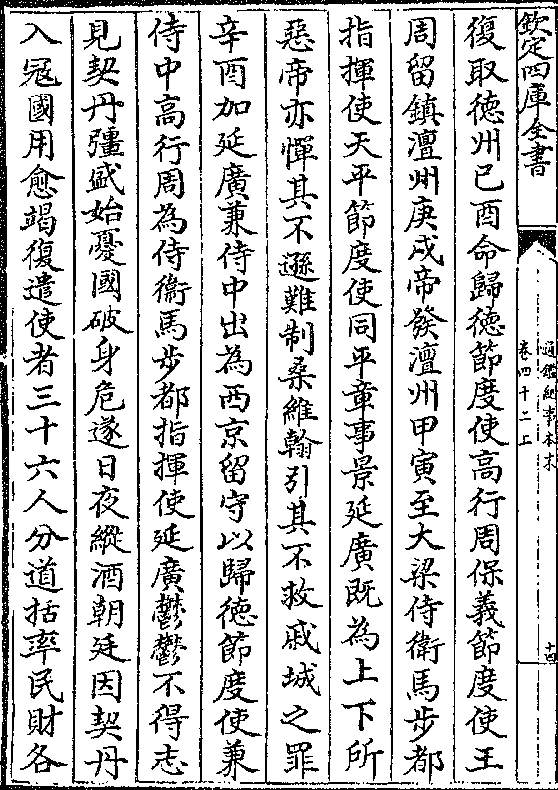 欽定四庫全書
通鑑紀事本末
卷四十二上
十四
復取徳州己酉命歸徳節度使高行周保義節度使王
周留鎮澶州庚戌帝發澶州甲寅至大梁侍衛馬步都
指揮使天平節度使同平章事景延廣既為上下所
惡帝亦憚其不遜難制桑維翰引其不救戚城之罪
辛酉加延廣兼侍中出為西京留守以歸徳節度使兼
侍中高行周為侍衛馬步都指揮使延廣鬱鬱不得志
見契丹彊盛始憂國破身危遂日夜縱酒朝廷因契丹
入冦國用愈竭復遣使者三十六人分道括率民財各